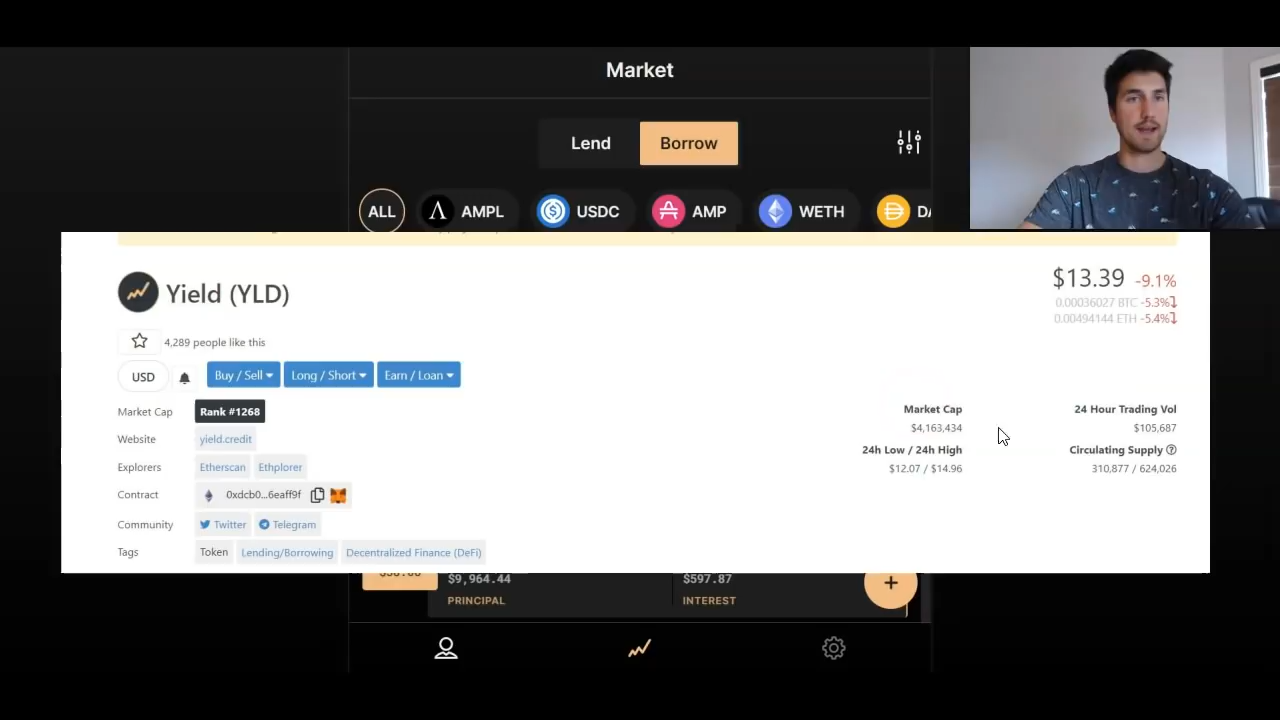 Market
Lend Borrow
ALL AMPL USDC AMP WETH DA
Yield (YLD)
$13.39 -9.1%
0.00036027 BTC -5.3%
0.00494144 ETH -5.4%
4,289 people like this
USD Buy / Sell Long / Short Earn / Loan
Market Cap Rank #1268
Website yield.credit
Explorers Etherscan Ethplorer
Contract 0xdcb0...6eaff9f
Community Twitter Telegram
Tags Token Lending/Borrowing Decentralized Finance (DeFi)
Market Cap 24 Hour Trading Vol
$4,163,434 $105,687
24h Low / 24h High Circulating Supply
$12.07 / $14.96 310,877 / 624,026
$9,964.44 $597.87
PRINCIPAL INTEREST